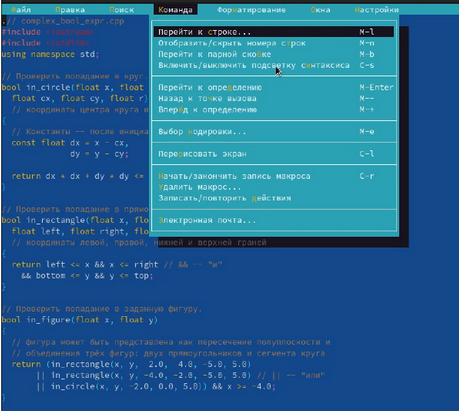 Файл Правка Поиск Команда Форматирование Окна Настройки
// complex_bool_expr.cpp
#include <iostream>
#include
using namespace std;
// Проверить попадание в круг.
bool in_circle(float x, float
float cx, float cy, float r)
// координаты центра круга и
{
// Константы -- после инициа
const float dx = x - cx,
dy = y - cy;
return dx * dx + dy * dy <=
}
// Проверить попадание в прямо
bool in_rectangle(float x, flo
float left, float right, flo
// координаты левой, правой, нижней и верхней граней
{
return left <= x && x <= right // && -- "и"
&& bottom <= y && y <= top;
}
// Проверить попадание в заданную фигуру.
bool in_figure(float x, float y)
{
// фигура может быть представлена как пересечение полуплоскости и
// объединения трёх фигур: двух прямоугольников и сегмента круга
return (in_rectangle(x, y, 2.0, 4.0, -5.0, 5.0)
|| in_rectangle(x, y, -4.0, -2.0, -5.0, 5.0) // || -- "или"
|| in_circle(x, y, -2.0, 0.0, 5.0)) && x >= -4.0;
}
Перейти к строке... M-l
Отобразить/скрыть номера строк M-n
Перейти к парной скобке M-b
Включить/выключить подсветку синтаксиса C-s
Перейти к определению M-Enter
Назад к точке вызова M--
Вперёд к определению M-+
Выбор кодировки... M-e
Перерисовать экран C-l
Начать/закончить запись макроса C-r
Удалить макрос...
Записать/повторить действия
Электронная почта...